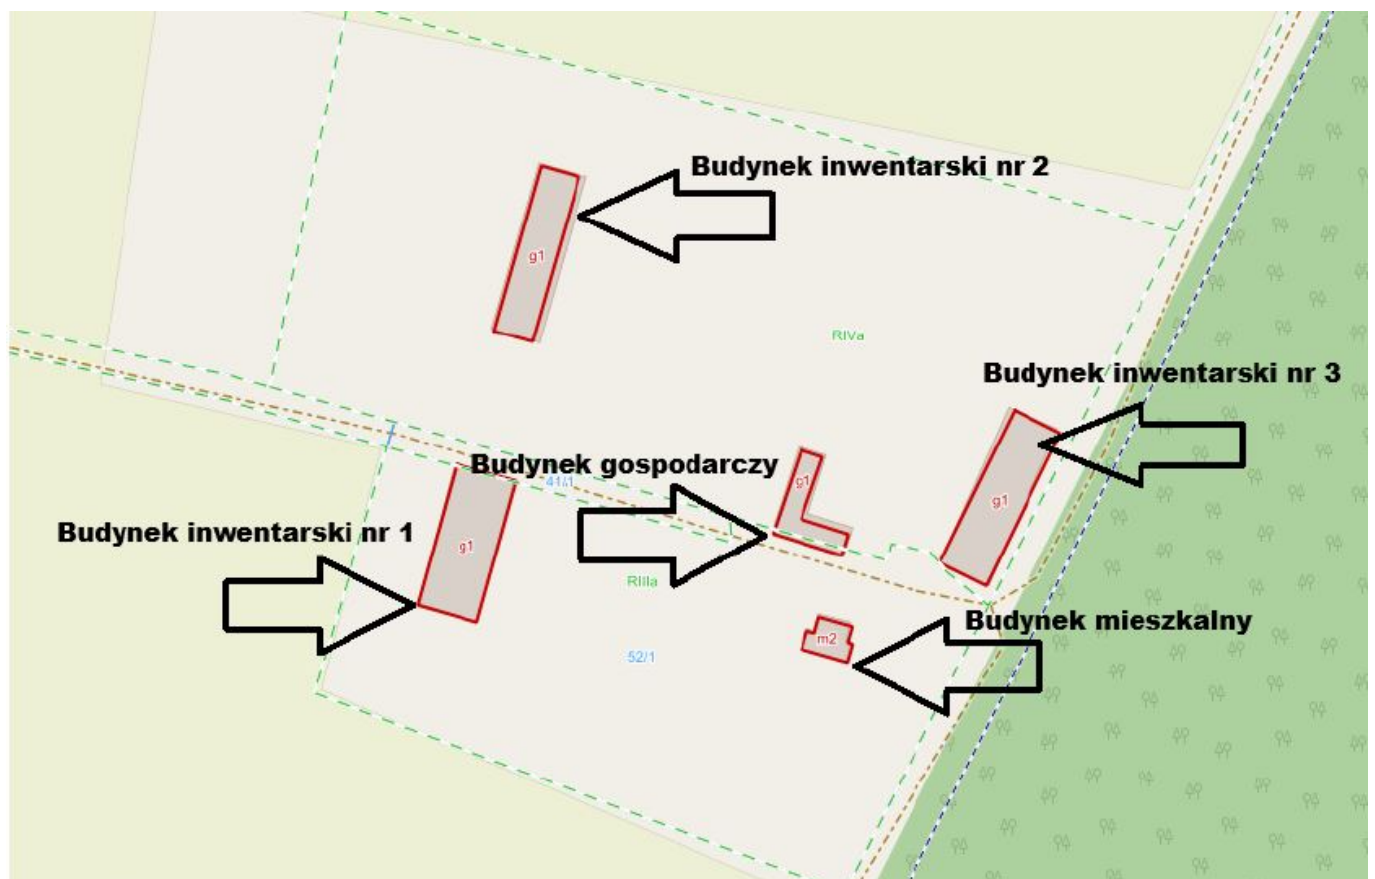 Budynek inwentarski nr 2
g1
RIVa
Budynek inwentarski nr 3
Budynek gospodarczy
g1
41/1
g1
Budynek inwentarski nr 1
g1
RIIIa
Budynek mieszkalny
m2
52/1